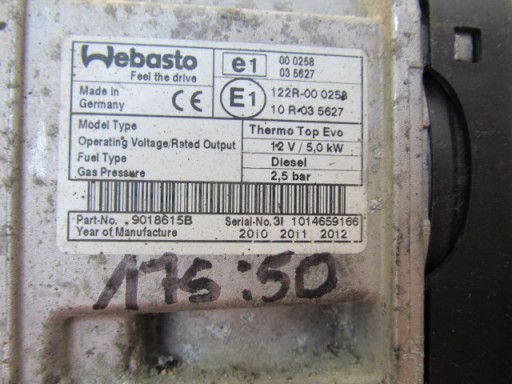 Webasto
Feel the drive
e1
00 0258
03 5627
Made in
Germany
CE
E1
122R-00 0258
10 R-03 5627
Model Type Thermo Top Evo
Operating Voltage/Rated Output 12 V / 5,0 kW
Fuel Type Diesel
Gas Pressure 2,5 bar
Part-No. 9018615B Serial-No. 3I 1014659166
Year of Manufacture 2010 2011 2012
175:50